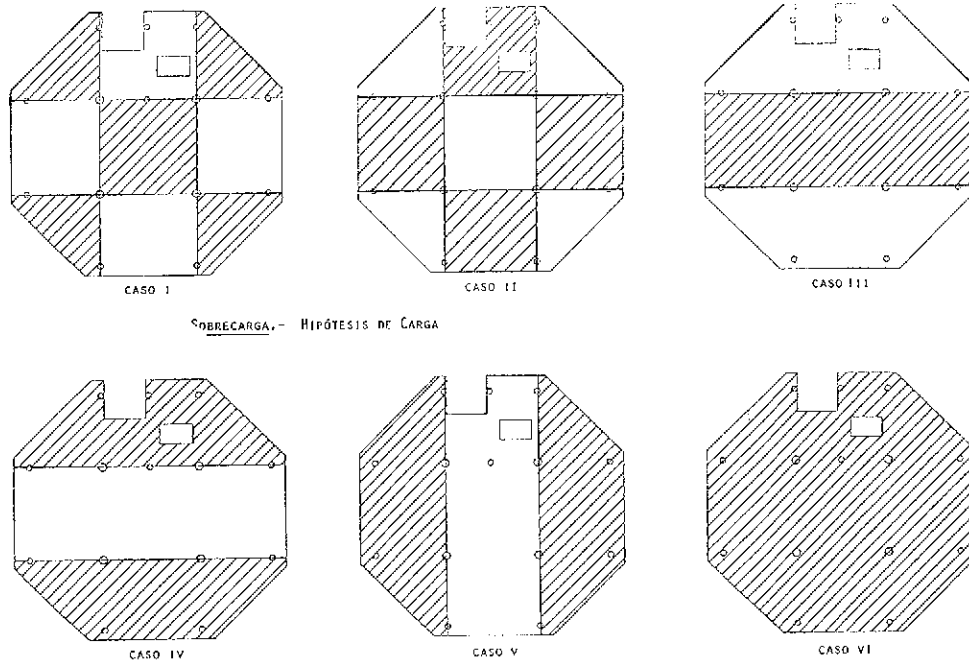 CASO I
CASO II
CASO III
SOBRECARGA.- HIPÓTESIS DE CARGA
CASO IV
CASO V
CASO VI